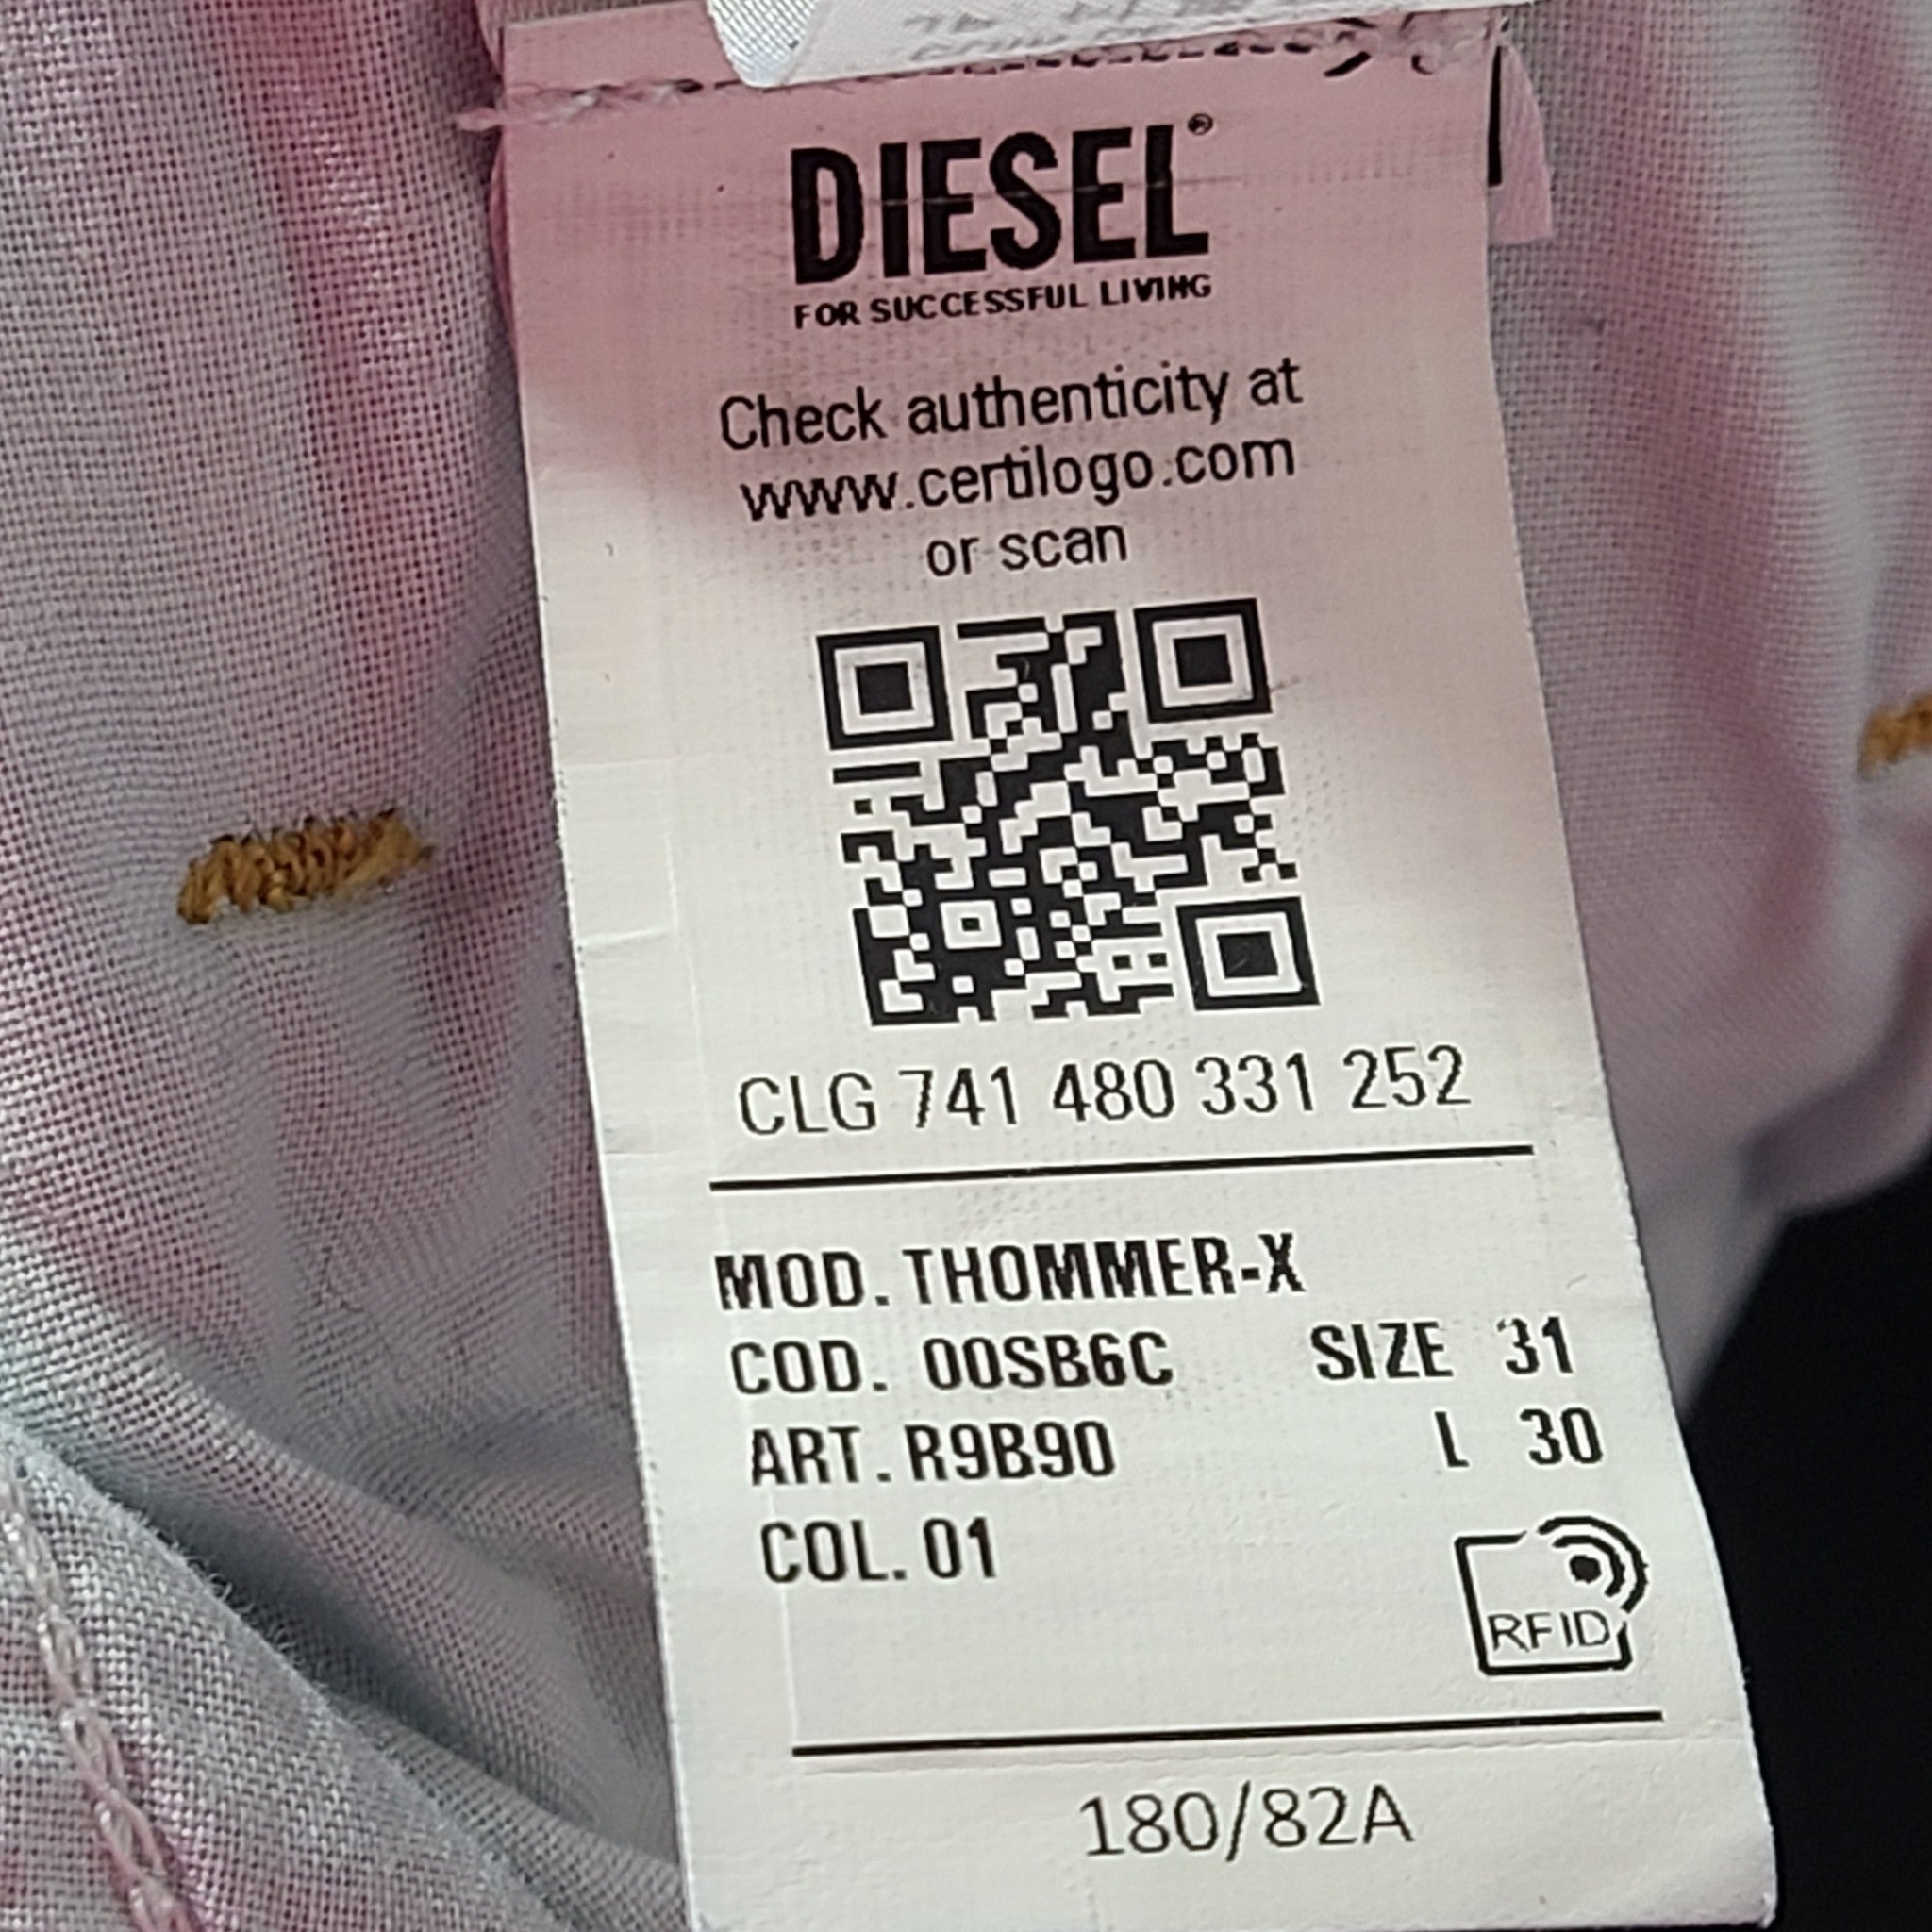 DIESEL®
FOR SUCCESSFUL LIVING
Check authenticity at
www.certilogo.com
or scan
CLG 741 480 331 252
MOD. THOMMER-X
COD. 00SB6C SIZE 31
ART. R9B90 L 30
COL. 01
RFID
180/82A